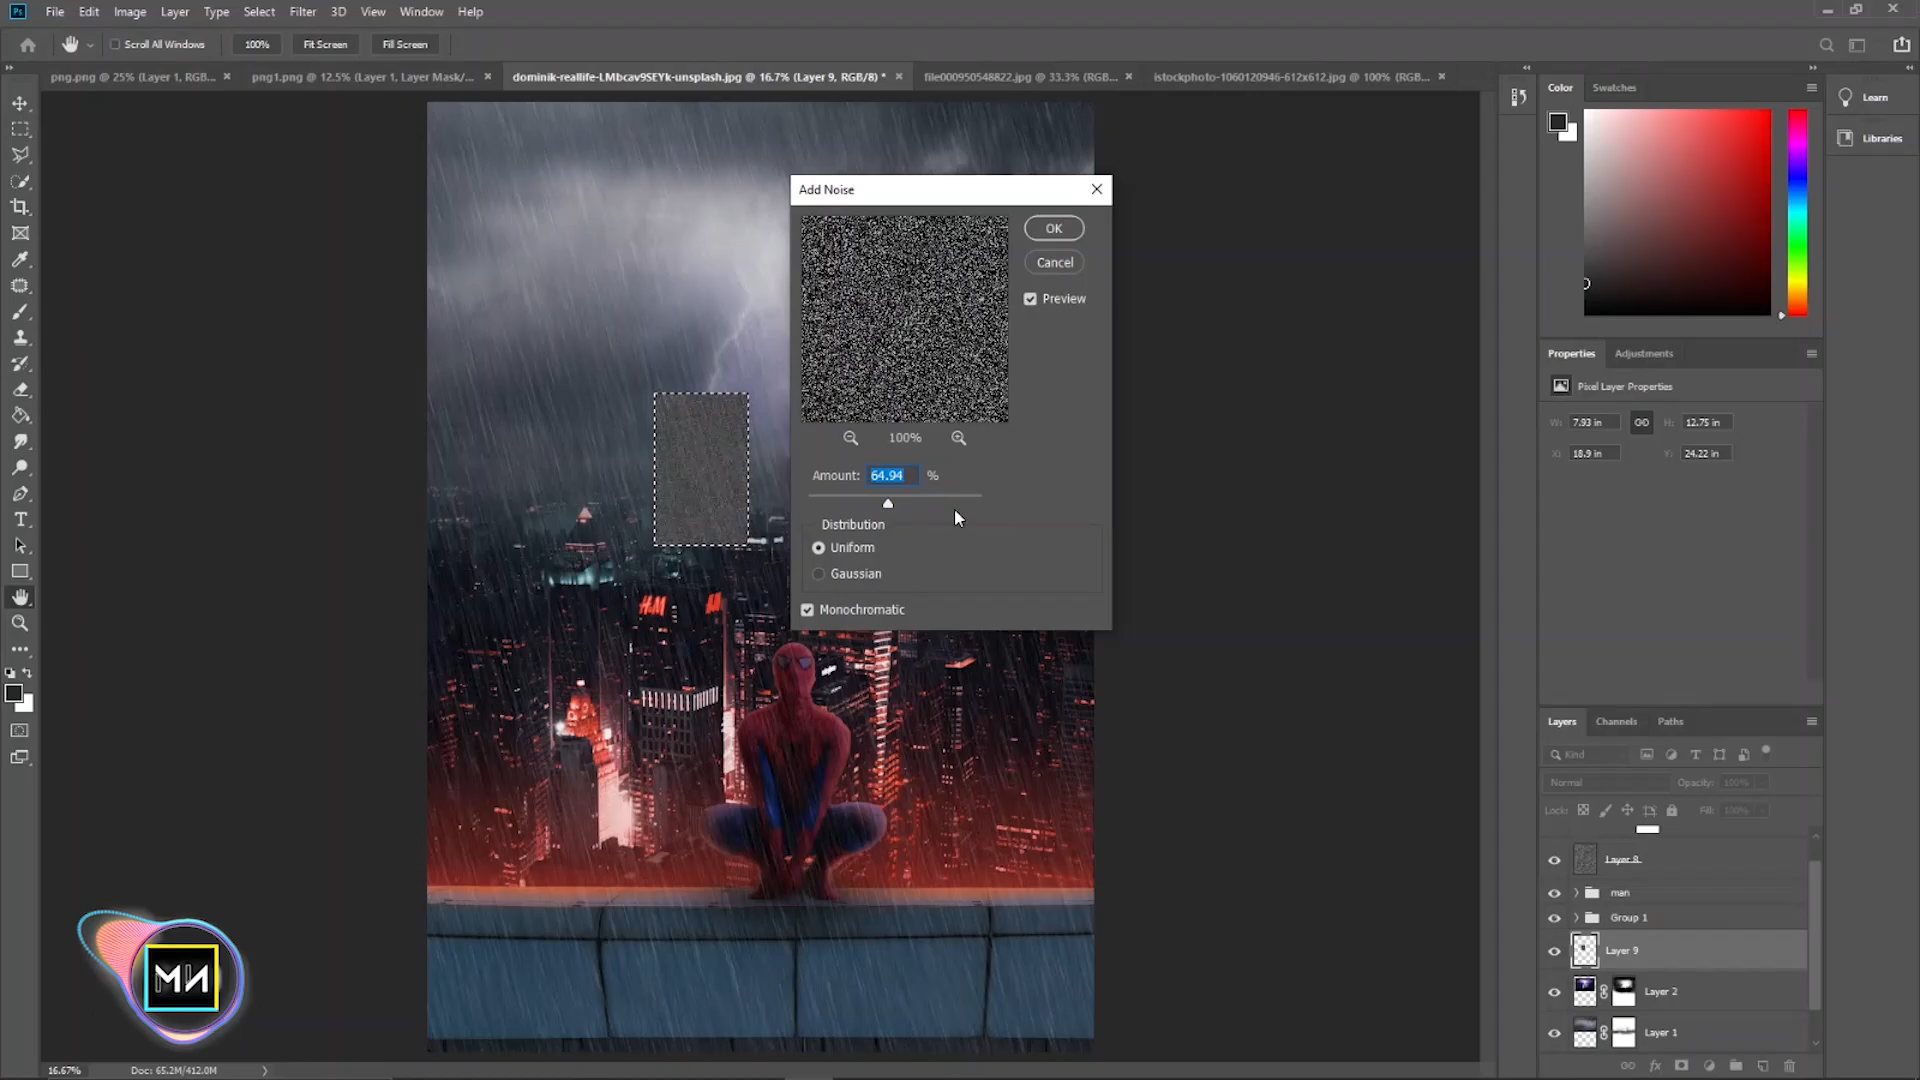 Ps File Edit Image Layer Type Select Filter 3D View Window Help
Scroll All Windows 100% Fit Screen Fill Screen
png.png @ 25% (Layer 1, RGB... × png1.png @ 12.5% (Layer 1, Layer Mask/... × dominik-reallife-LMbcav9SEYk-unsplash.jpg @ 16.7% (Layer 9, RGB/8) * × file000950548822.jpg @ 33.3% (RGB... × istockphoto-1060120946-612x612.jpg @ 100% (RGB... ×
Color Swatches
Learn
Libraries
Add Noise
OK
Cancel
Preview
100%
Amount: 64.94 %
Distribution
Uniform
Gaussian
Monochromatic
H&M
Properties Adjustments
Pixel Layer Properties
W: 7.93 in H: 12.75 in
X: 18.9 in Y: 24.22 in
Layers Channels Paths
Kind
Normal Opacity: 100%
Lock: Fill: 100%
Layer 8
man
Group 1
Layer 9
Layer 2
Layer 1
МИ
16.67% Doc: 65.2M/412.0M